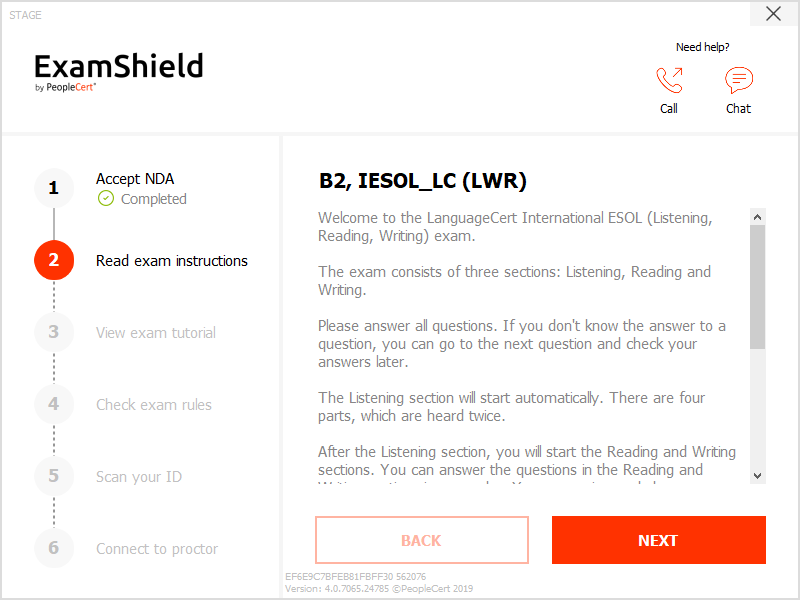 STAGE
ExamShield
by PeopleCert
Need help?
Call
Chat
1
Accept NDA
Completed
2
Read exam instructions
3
View exam tutorial
4
Check exam rules
5
Scan your ID
6
Connect to proctor
B2, IESOL_LC (LWR)
Welcome to the LanguageCert International ESOL (Listening,
Reading, Writing) exam.
The exam consists of three sections: Listening, Reading and
Writing.
Please answer all questions. If you don't know the answer to a
question, you can go to the next question and check your
answers later.
The Listening section will start automatically. There are four
parts, which are heard twice.
After the Listening section, you will start the Reading and Writing
sections. You can answer the questions in the Reading and
BACK
NEXT
EF6E9C7BFEB81FBFF30 562076
Version: 4.0.7065.24785 ©PeopleCert 2019